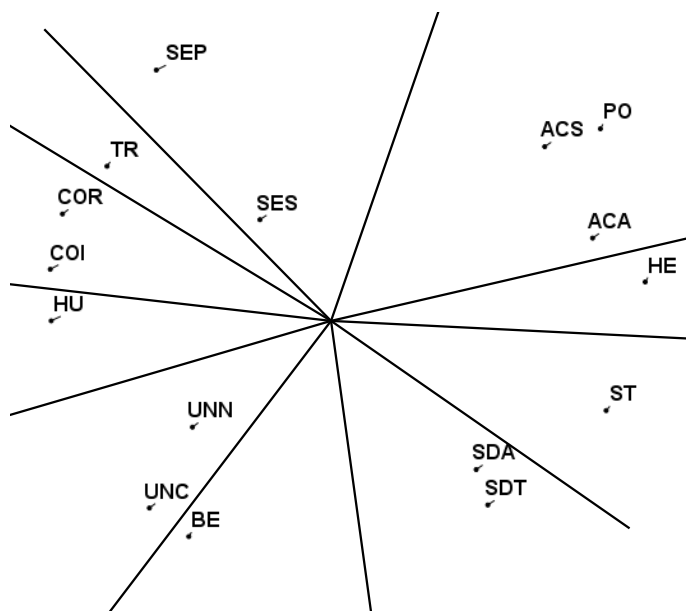 SEP
PO
ACS
TR
COR
SES
ACA
COI
HE
HU
ST
UNN
SDA
SDT
UNC
BE